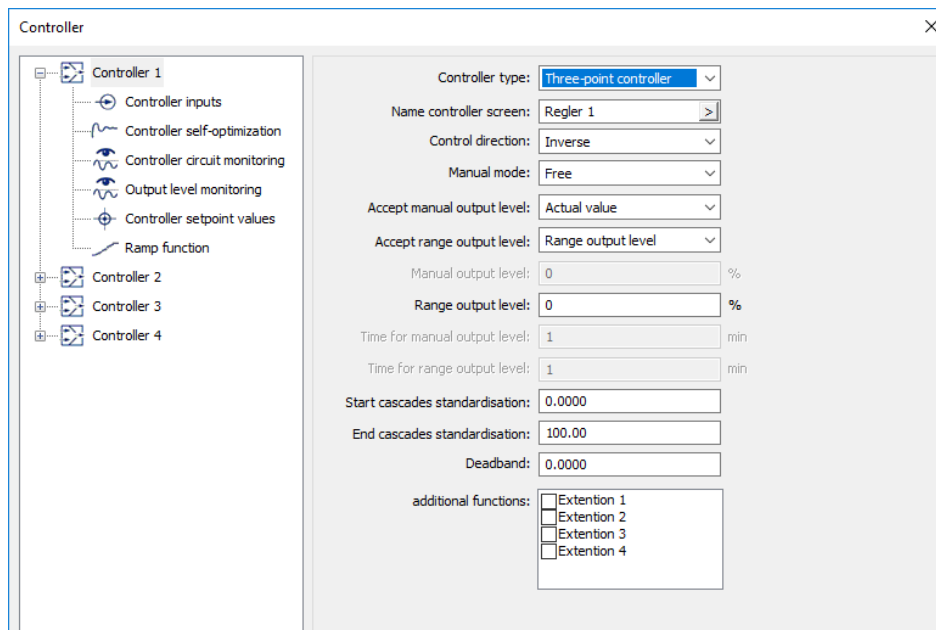 Controller
Controller 1
Controller inputs
Controller self-optimization
Controller circuit monitoring
Output level monitoring
Controller setpoint values
Ramp function
Controller 2
Controller 3
Controller 4
Controller type: Three-point controller
Name controller screen: Regler 1 >
Control direction: Inverse
Manual mode: Free
Accept manual output level: Actual value
Accept range output level: Range output level
Manual output level: 0 %
Range output level: 0 %
Time for manual output level: 1 min
Time for range output level: 1 min
Start cascades standardisation: 0.0000
End cascades standardisation: 100.00
Deadband: 0.0000
additional functions: Extention 1
Extention 2
Extention 3
Extention 4